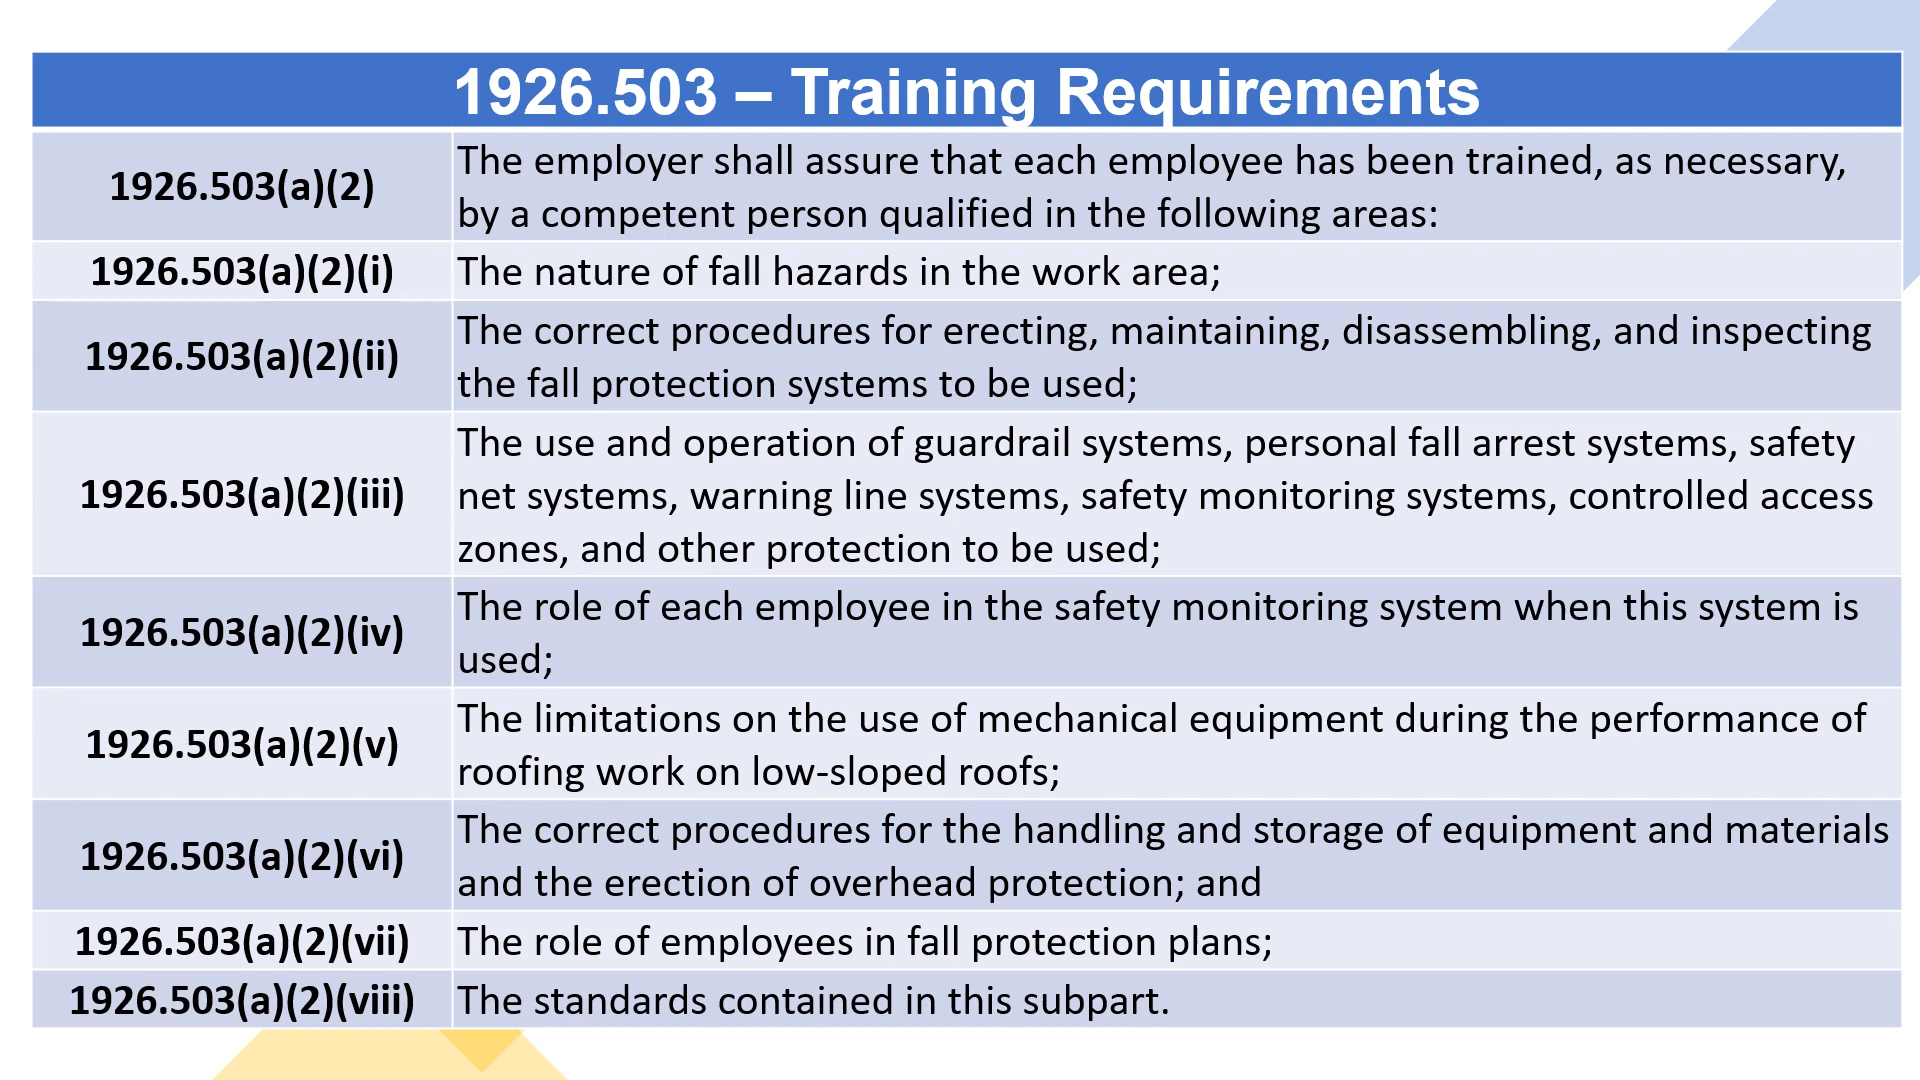 1926.503 – Training Requirements
1926.503(a)(2)
The employer shall assure that each employee has been trained, as necessary,
by a competent person qualified in the following areas:
1926.503(a)(2)(i)
The nature of fall hazards in the work area;
1926.503(a)(2)(ii)
The correct procedures for erecting, maintaining, disassembling, and inspecting
the fall protection systems to be used;
1926.503(a)(2)(iii)
The use and operation of guardrail systems, personal fall arrest systems, safety
net systems, warning line systems, safety monitoring systems, controlled access
zones, and other protection to be used;
1926.503(a)(2)(iv)
The role of each employee in the safety monitoring system when this system is
used;
1926.503(a)(2)(v)
The limitations on the use of mechanical equipment during the performance of
roofing work on low-sloped roofs;
1926.503(a)(2)(vi)
The correct procedures for the handling and storage of equipment and materials
and the erection of overhead protection; and
1926.503(a)(2)(vii)
The role of employees in fall protection plans;
1926.503(a)(2)(viii)
The standards contained in this subpart.